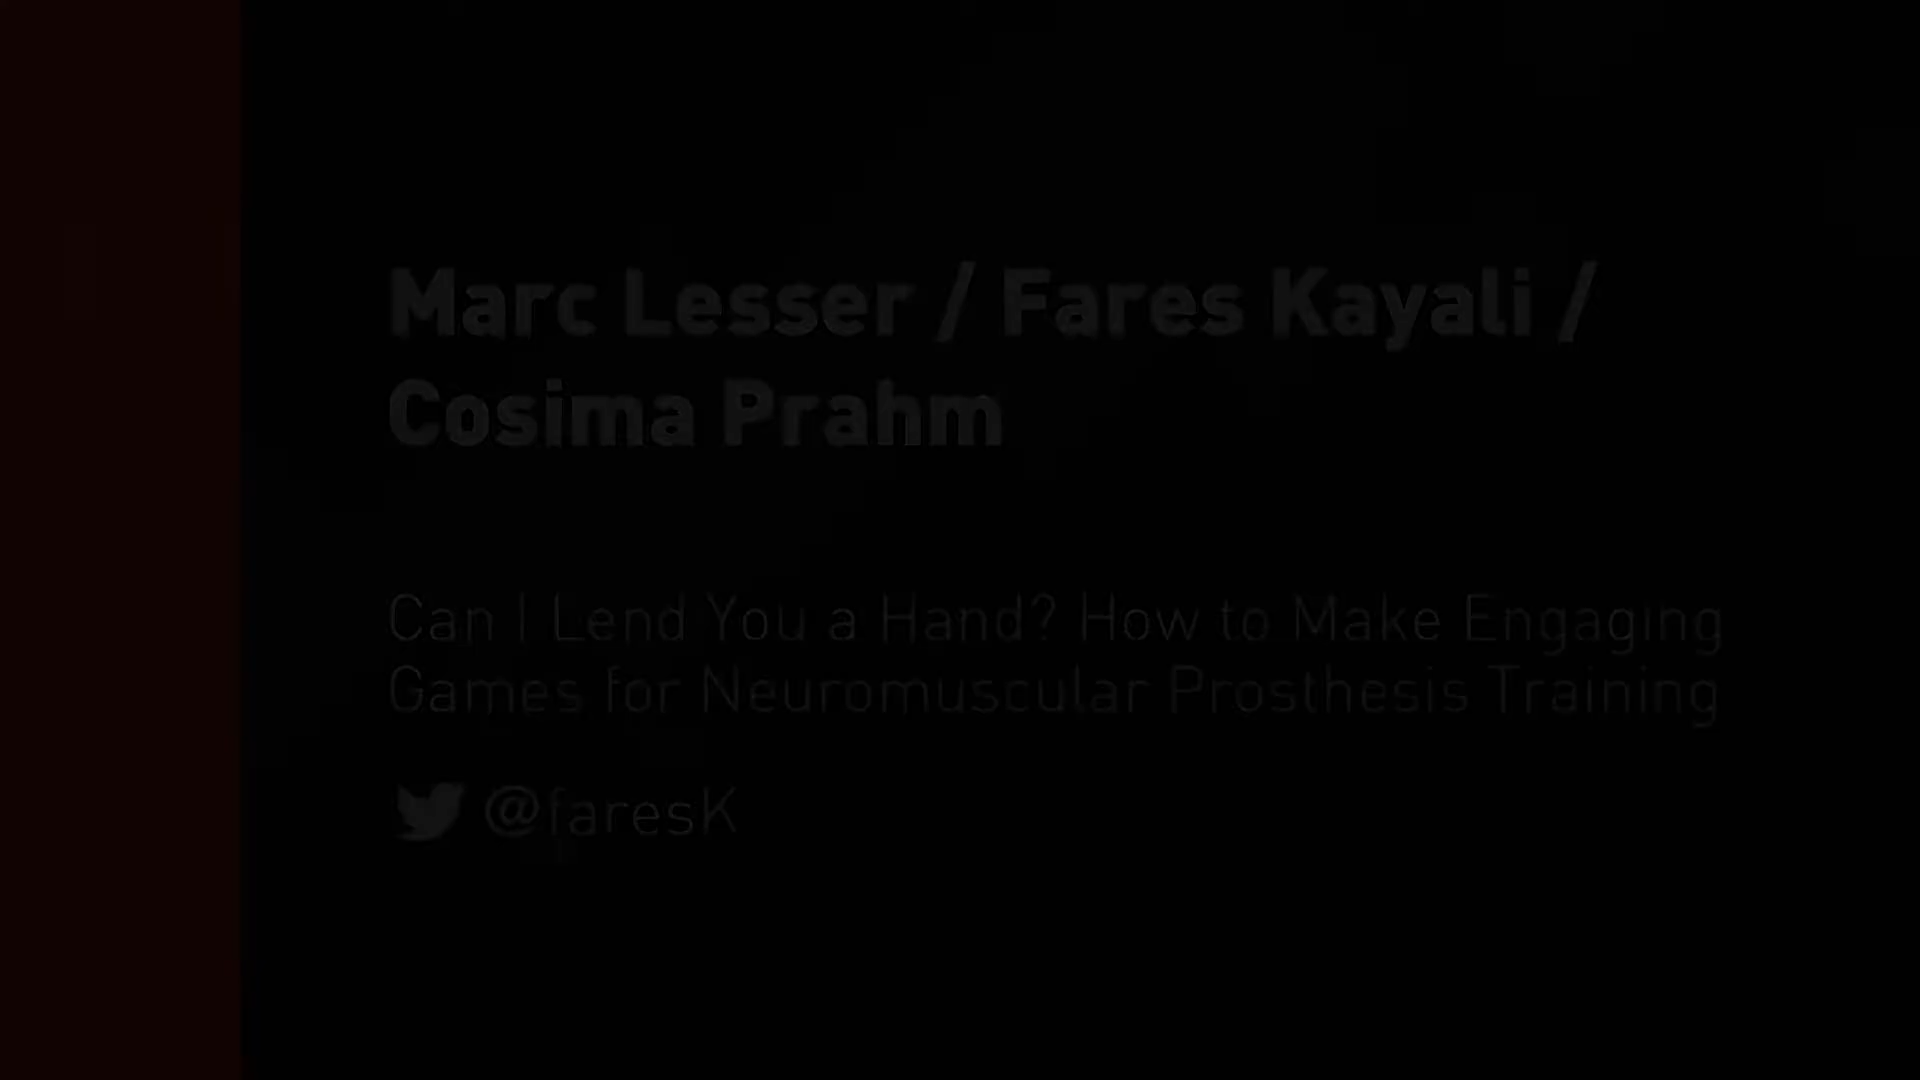 Marc Lesser / Fares Kayali /
Cosima Prahm
Can I Lend You a Hand? How to Make Engaging
Games for Neuromuscular Prosthesis Training
@faresK